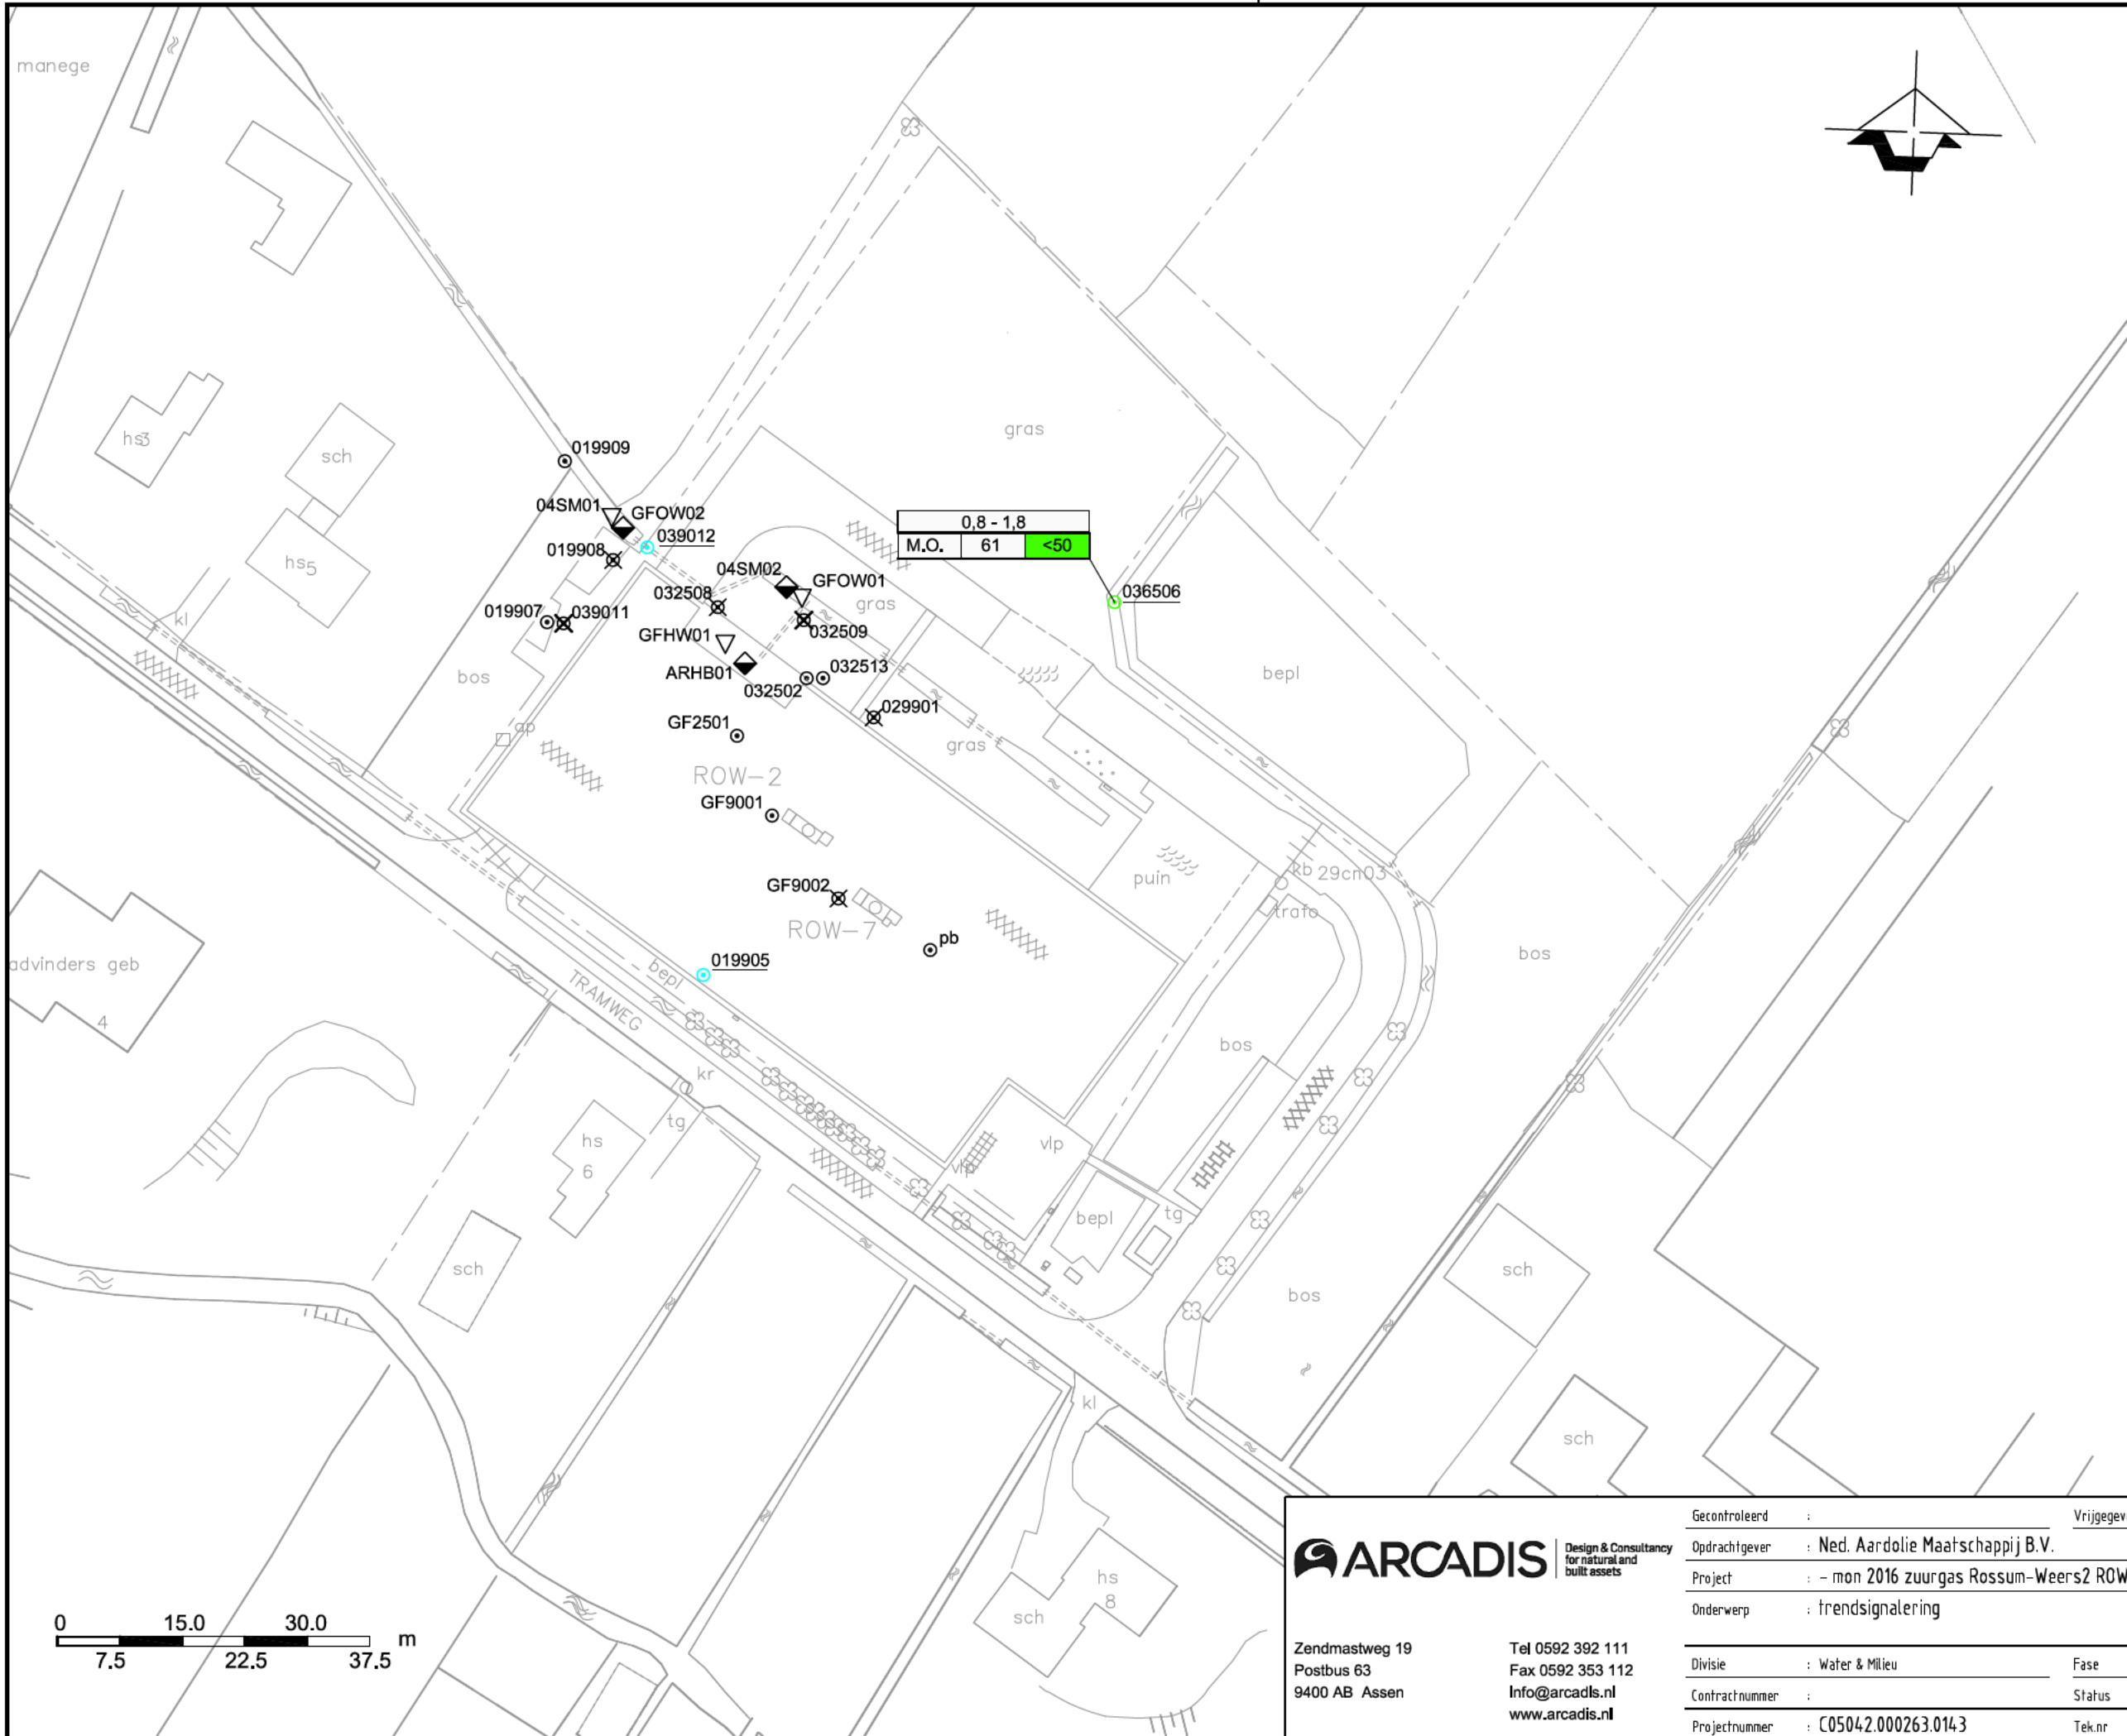 manege
hs3
sch
hs5
kl
bos
ap
019909
04SM01
GFOW02
039012
019908
04SM02
GFOW01
032508
gras
019907
039011
032509
GFHW01
032513
ARHB01
032502
029901
GF2501
gras
gras
0,8 - 1,8
M.O. 61 <50
036506
bepl
ROW-2
GF9001
GF9002
ROW-7
pb
puin
kb 29cn03
trafo
bos
019905
bepl
TRAMWEG
advinders geb
4
kr
tg
hs
6
sch
bos
vlp
vlp
bepl
tg
bos
sch
sch
kl
hs
8
sch
0 15.0 30.0
m
7.5 22.5 37.5
ARCADIS
Design & Consultancy
for natural and
built assets
Zendmastweg 19
Postbus 63
9400 AB Assen
Tel 0592 392 111
Fax 0592 353 112
Info@arcadis.nl
www.arcadis.nl
Gecontroleerd : Vrijgegev
Opdrachtgever : Ned. Aardolie Maatschappij B.V.
Project : - mon 2016 zuurgas Rossum-Weers2 ROW
Onderwerp : trendsignalering
Divisie : Water & Milieu Fase
Contractnummer : Status
Projectnummer : C05042.000263.0143 Tek.nr